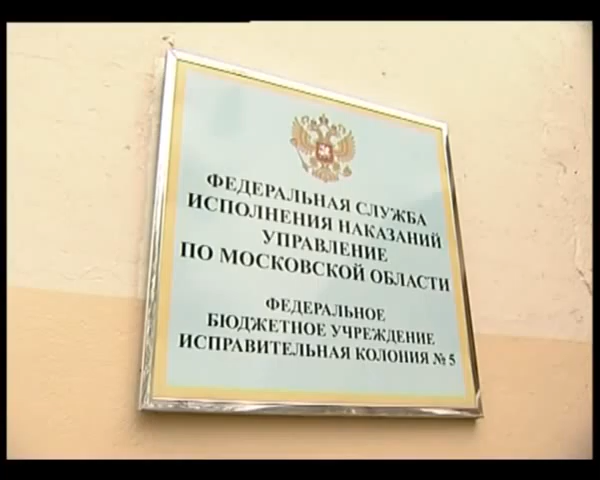 ФЕДЕРАЛЬНАЯ СЛУЖБА
ИСПОЛНЕНИЯ НАКАЗАНИЙ
УПРАВЛЕНИЕ
ПО МОСКОВСКОЙ ОБЛАСТИ
ФЕДЕРАЛЬНОЕ
БЮДЖЕТНОЕ УЧРЕЖДЕНИЕ
ИСПРАВИТЕЛЬНАЯ КОЛОНИЯ № 5